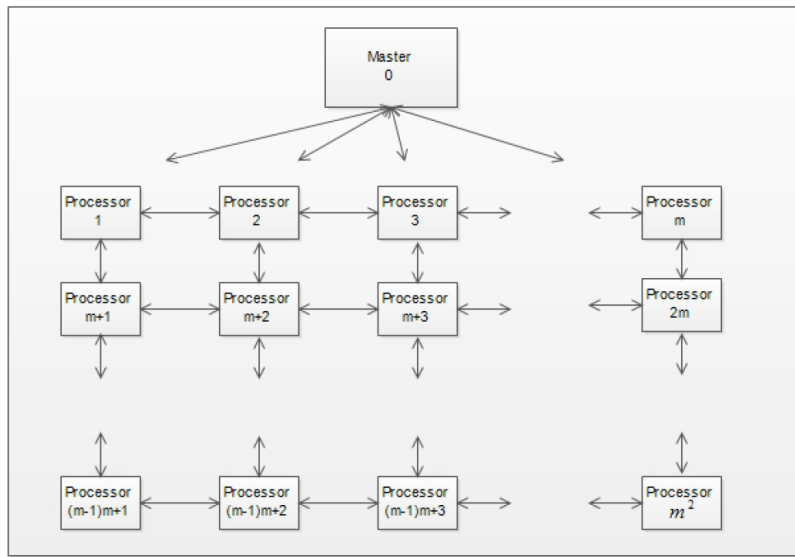 Master
0
Processor
1
Processor
2
Processor
3
Processor
m
Processor
m+1
Processor
m+2
Processor
m+3
Processor
2m
Processor
(m-1)m+1
Processor
(m-1)m+2
Processor
(m-1)m+3
Processor
m²